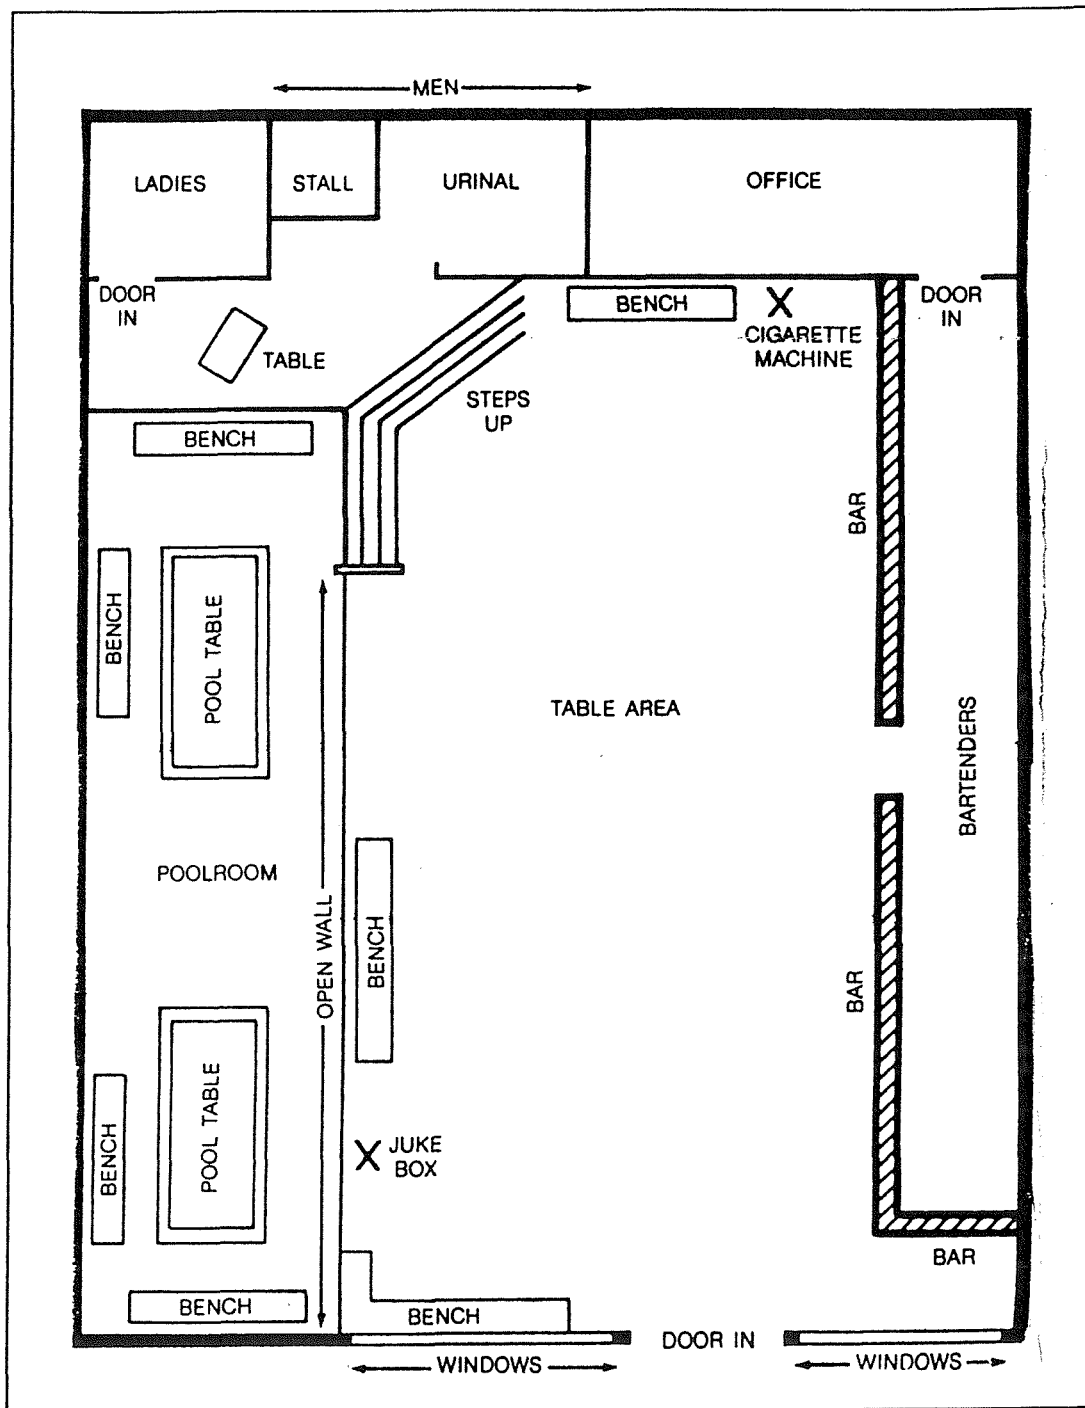 MEN
LADIES
STALL
URINAL
OFFICE
DOOR
IN
BENCH
DOOR
IN
CIGARETTE
MACHINE
TABLE
STEPS
UP
BENCH
BAR
BENCH
POOL TABLE
TABLE AREA
BARTENDERS
POOLROOM
OPEN WALL
BENCH
BAR
BENCH
POOL TABLE
JUKE
BOX
BAR
BENCH
BENCH
DOOR IN
WINDOWS
WINDOWS